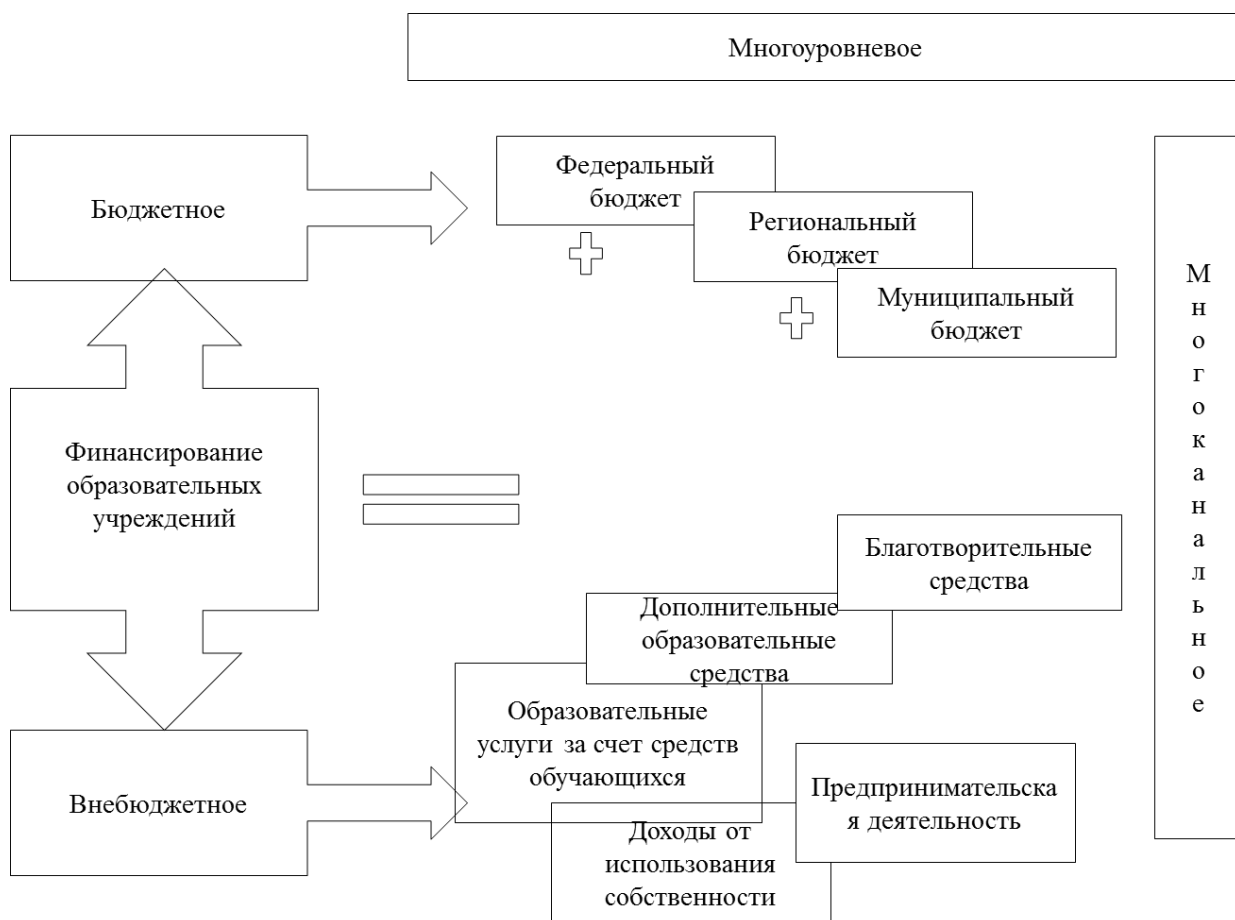 Многоуровневое
Бюджетное
Федеральный
бюджет
Региональный
бюджет
Муниципальный
бюджет
Многоканальное
Финансирование
образовательных
учреждений
Благотворительные
средства
Дополнительные
образовательные
средства
Образовательные
услуги за счет средств
обучающихся
Внебюджетное
Предпринимательска
я деятельность
Доходы от
использования
собственности